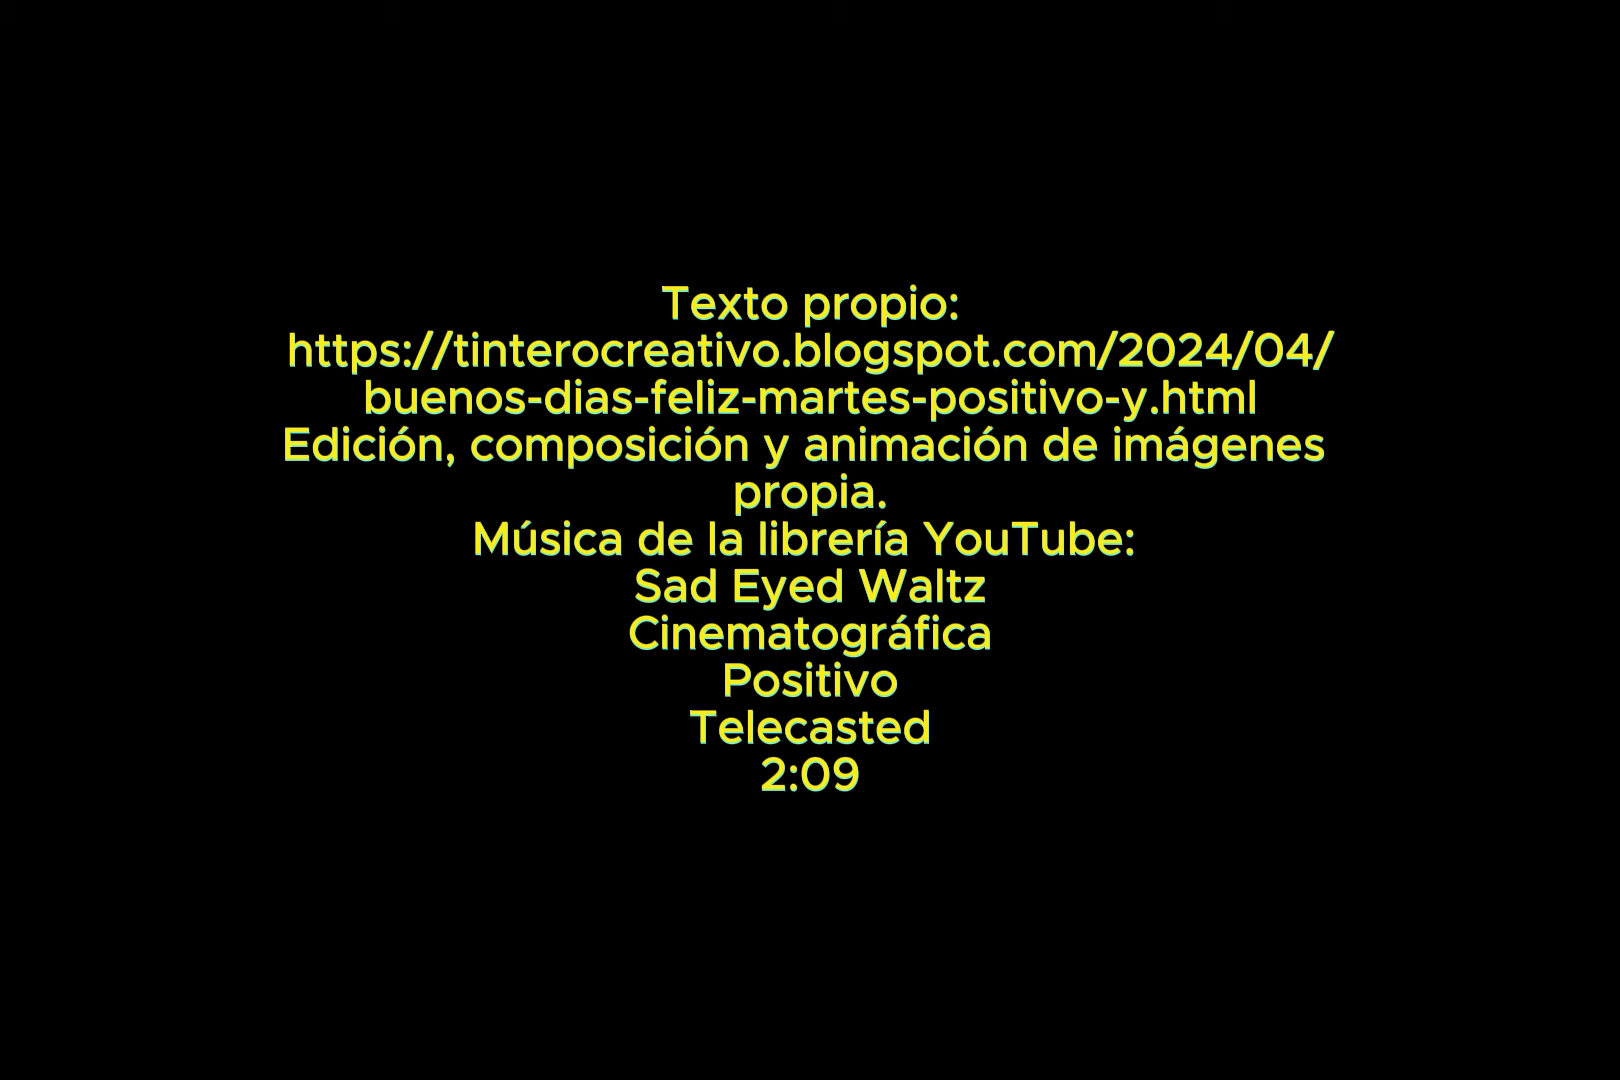 Texto propio:
https://tinterocreativo.blogspot.com/2024/04/
buenos-dias-feliz-martes-positivo-y.html
Edición, composición y animación de imágenes
propia.
Música de la librería YouTube:
Sad Eyed Waltz
Cinematográfica
Positivo
Telecasted
2:09